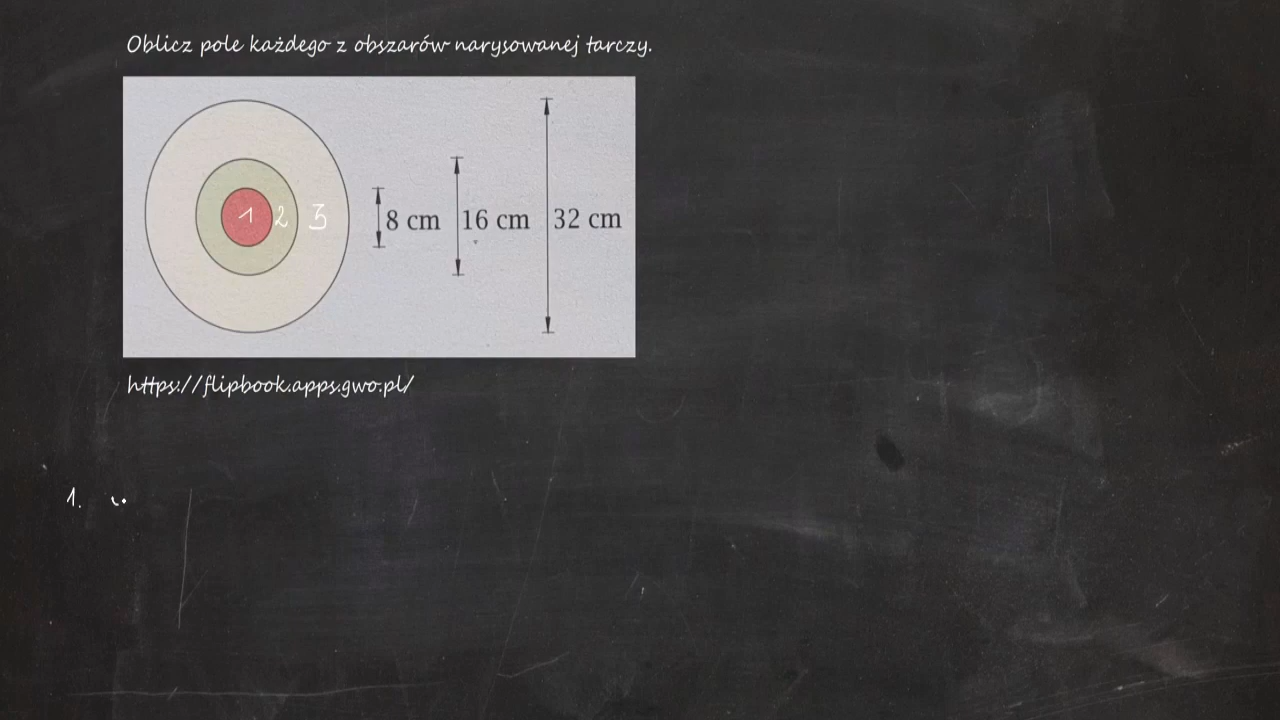 Oblicz pole każdego z obszarów narysowanej tarczy.
1 2 3 8 cm 16 cm 32 cm
https://flipbook.apps.gwo.pl/
1.